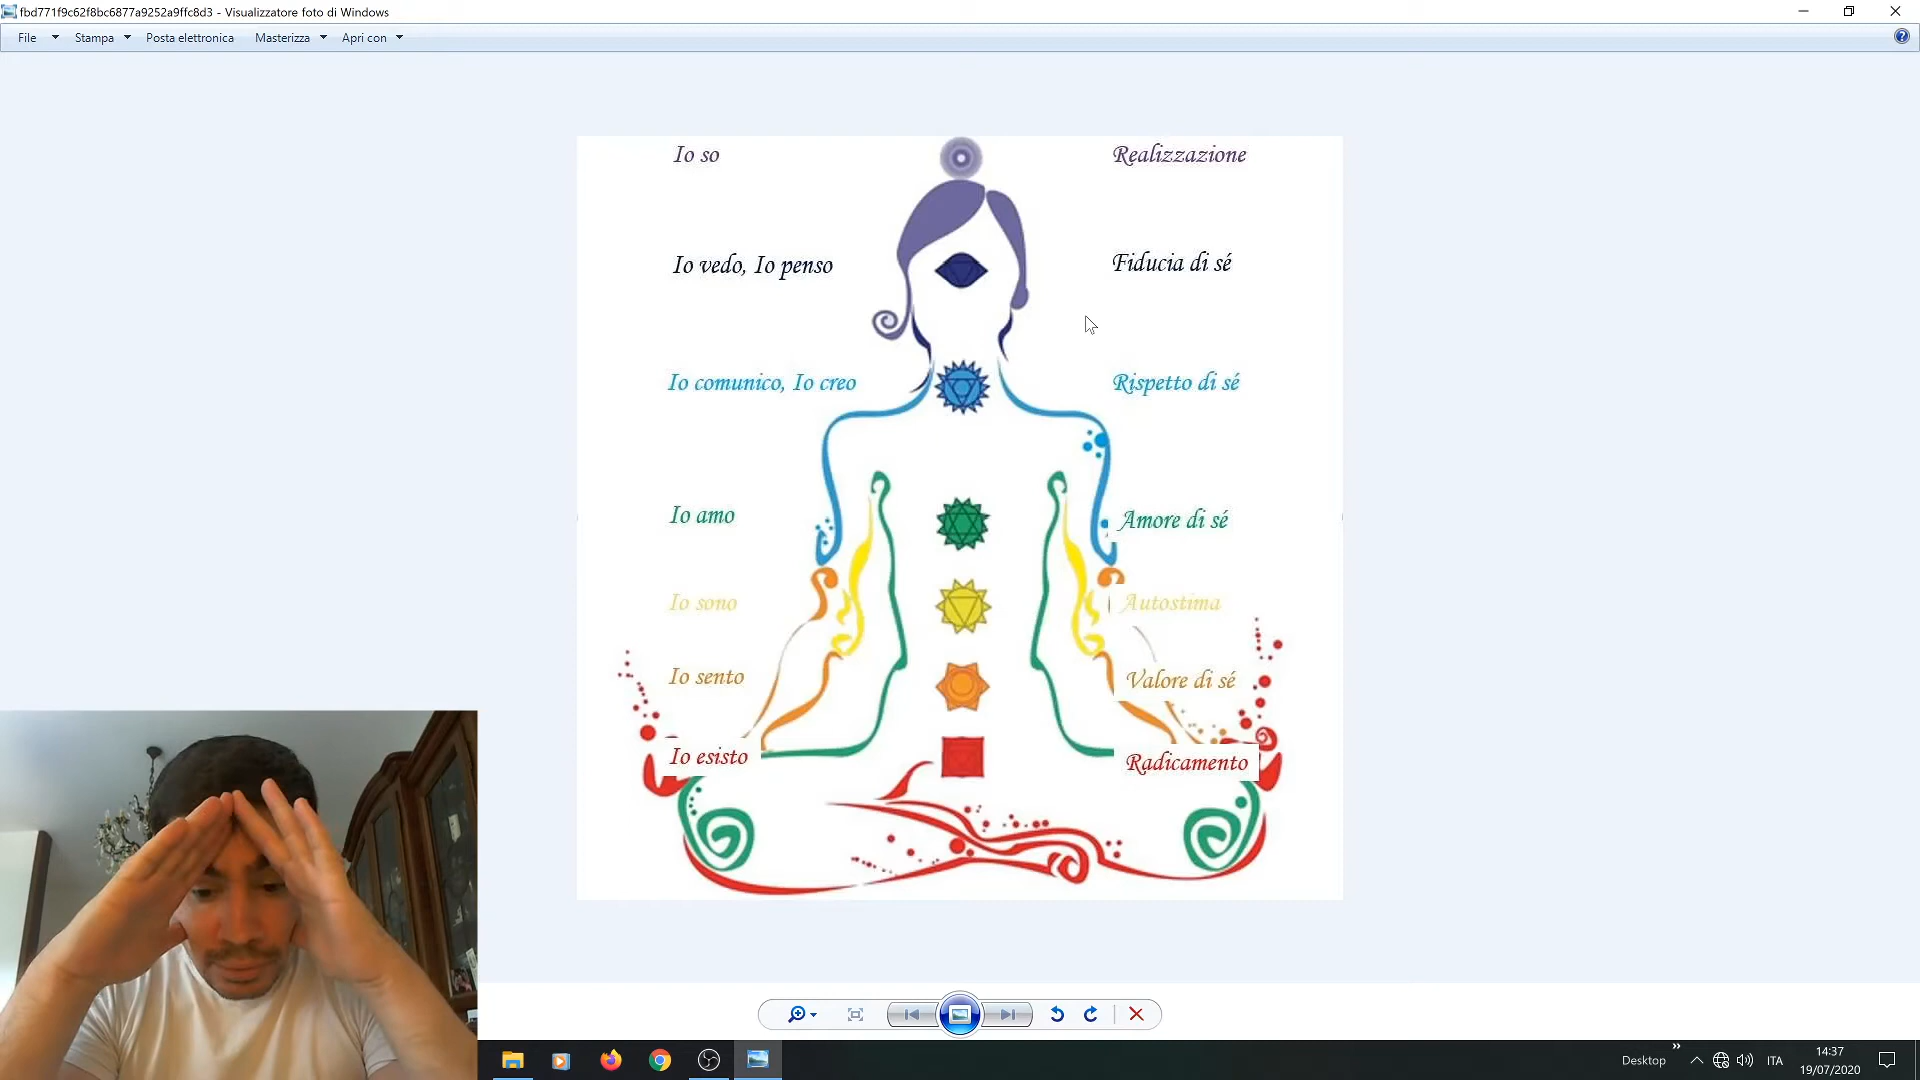 fbd771f9c62f8bc6877a9252a9ffc8d3 - Visualizzatore foto di Windows
File Stampa Posta elettronica Masterizza Apri con
Io so Realizzazione
Io vedo, Io penso Fiducia di sé
Io comunico, Io creo Rispetto di sé
Io amo Amore di sé
Io sono Autostima
Io sento Valore di sé
Io esisto Radicamento
Desktop ITA 14:37
19/07/2020